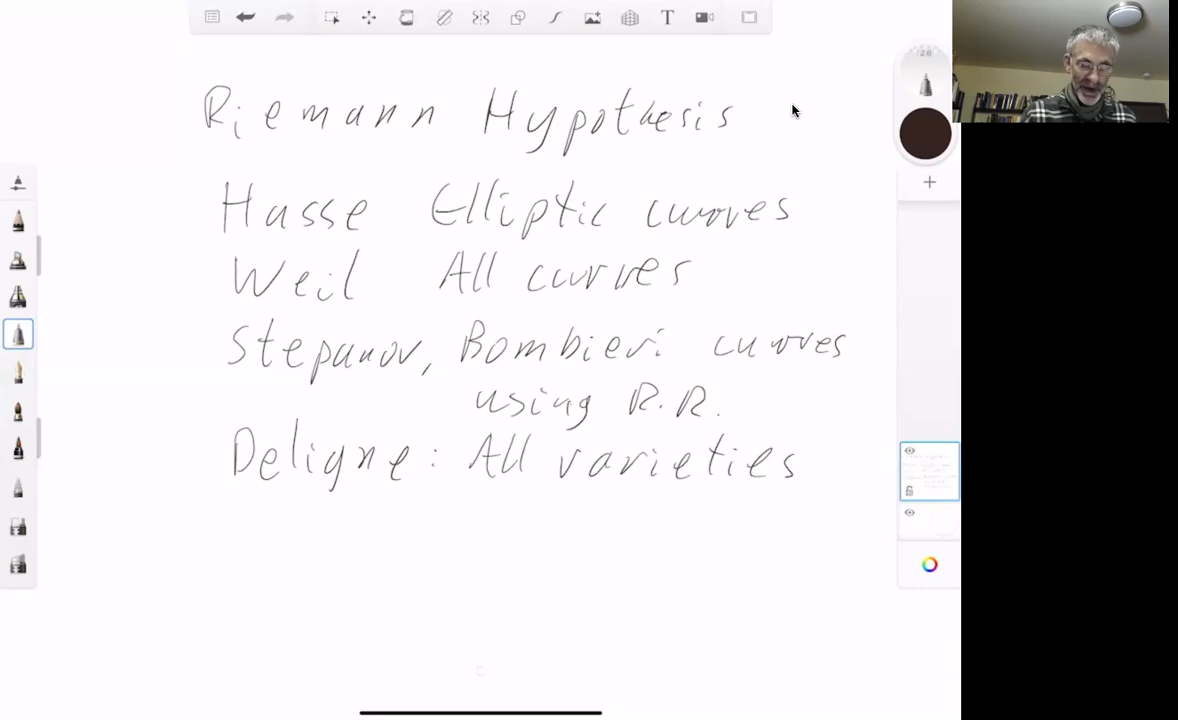 Riemann Hypothesis
Hasse Elliptic curves
Weil All curves
Stepanov, Bombieri curves
using R.R.
Deligne: All varieties